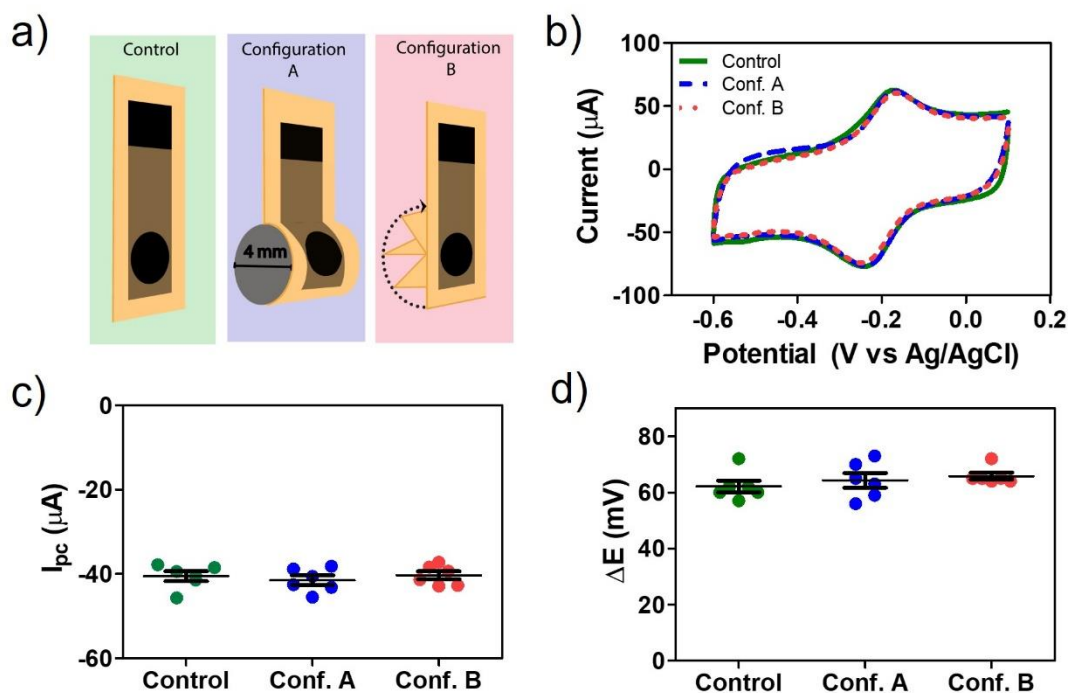 a)
Control
Configuration
A
Configuration
B
4 mm
b)
Current (μA)
100
50
0
-50
-100
Control
Conf. A
Conf. B
-0.6
-0.4
-0.2
0.0
0.2
Potential (V vs Ag/AgCl)
c)
Ipc (μA)
0
-20
-40
-60
Control
Conf. A
Conf. B
d)
ΔE (mV)
80
60
40
20
0
Control
Conf. A
Conf. B